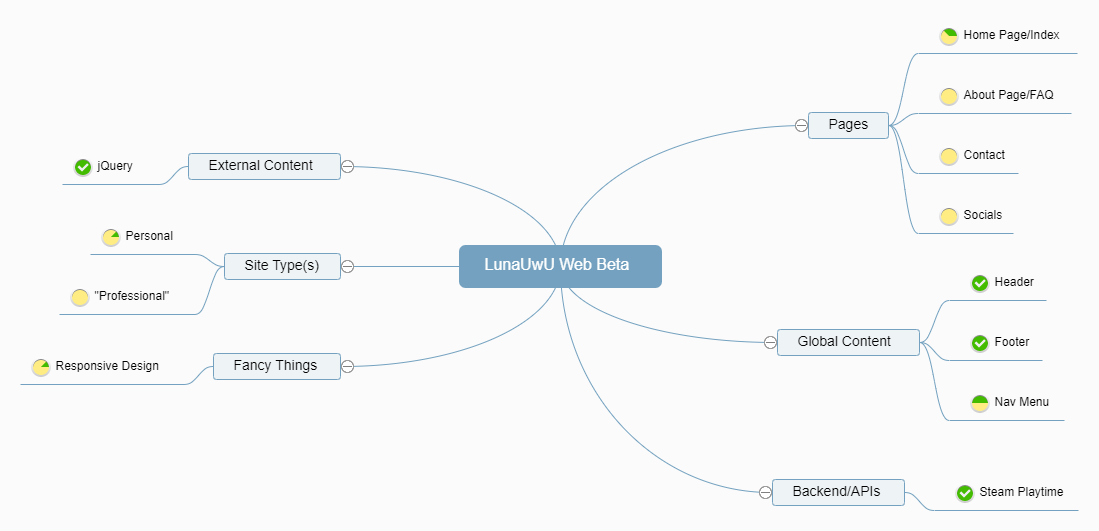 LunaUwU Web Beta
Pages
Home Page/Index
About Page/FAQ
Contact
Socials
Global Content
Header
Footer
Nav Menu
Backend/APIs
Steam Playtime
External Content
jQuery
Site Type(s)
Personal
"Professional"
Fancy Things
Responsive Design